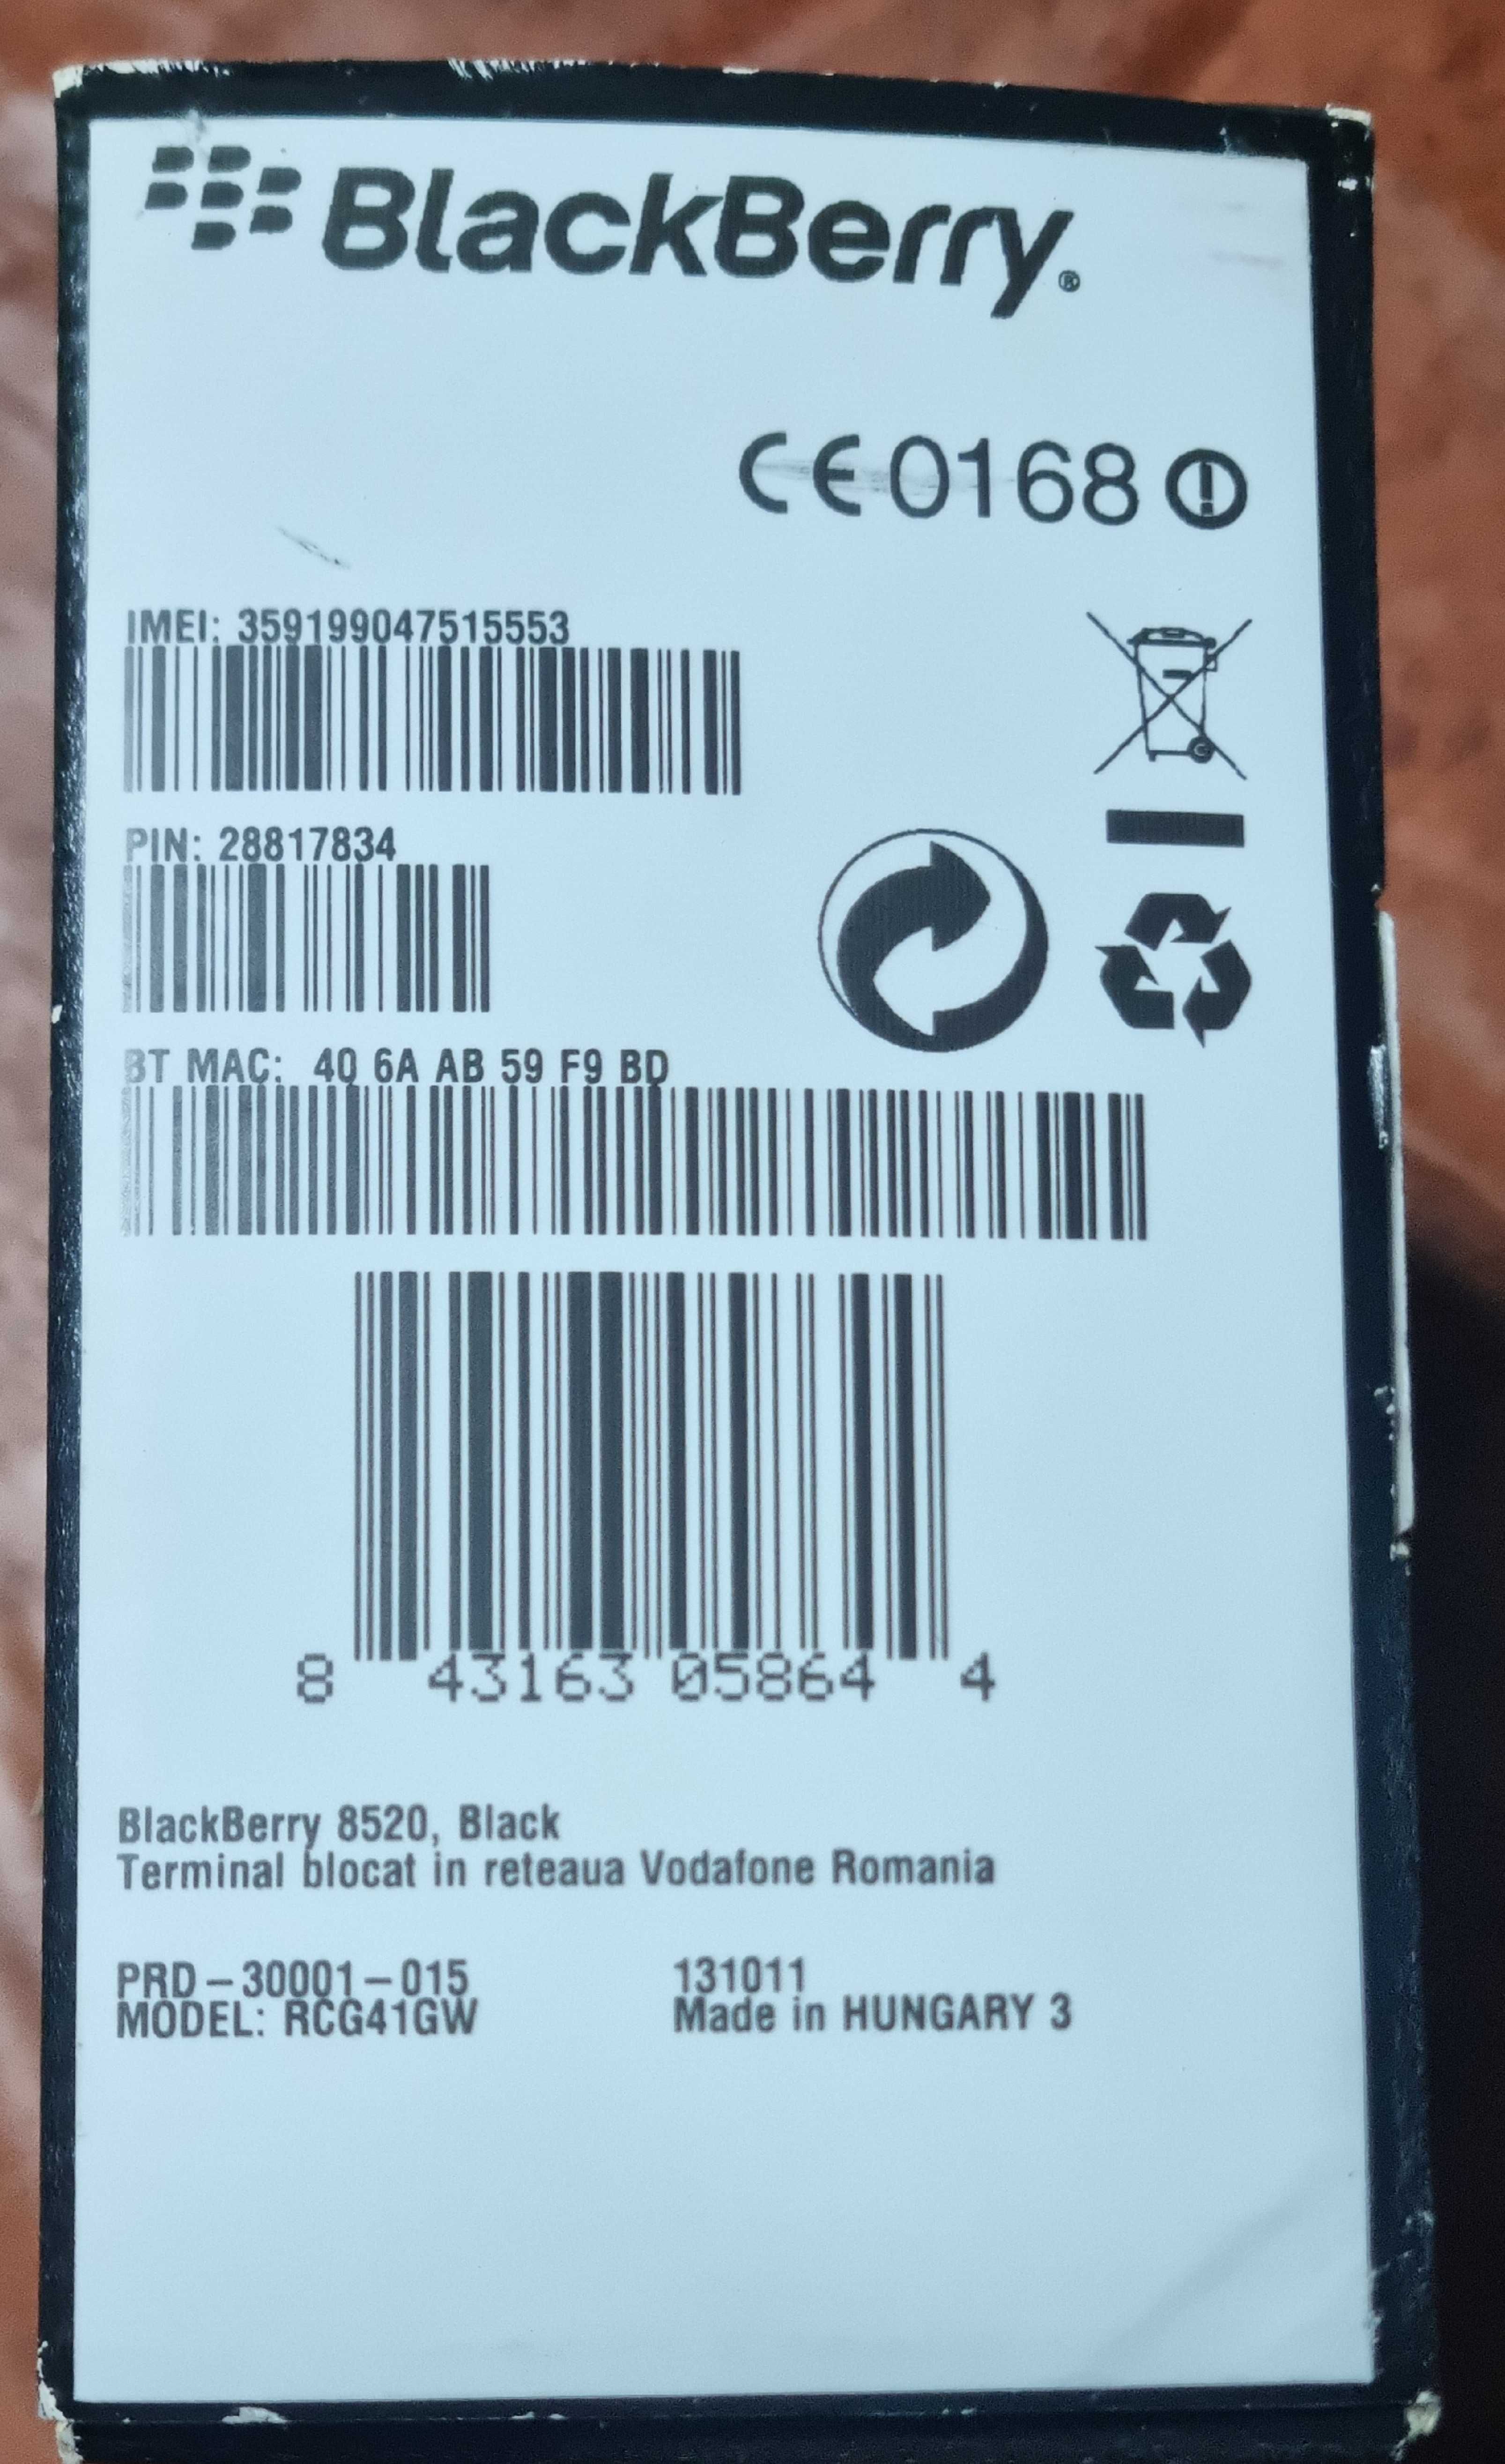 BlackBerry®
CE0168
IMEI: 359199047515553
PIN: 28817834
BT MAC: 40 6A AB 59 F9 BD
8 43163 05864 4
BlackBerry 8520, Black
Terminal blocat in reteaua Vodafone Romania
PRD-30001-015 131011
MODEL: RCG41GW Made in HUNGARY 3